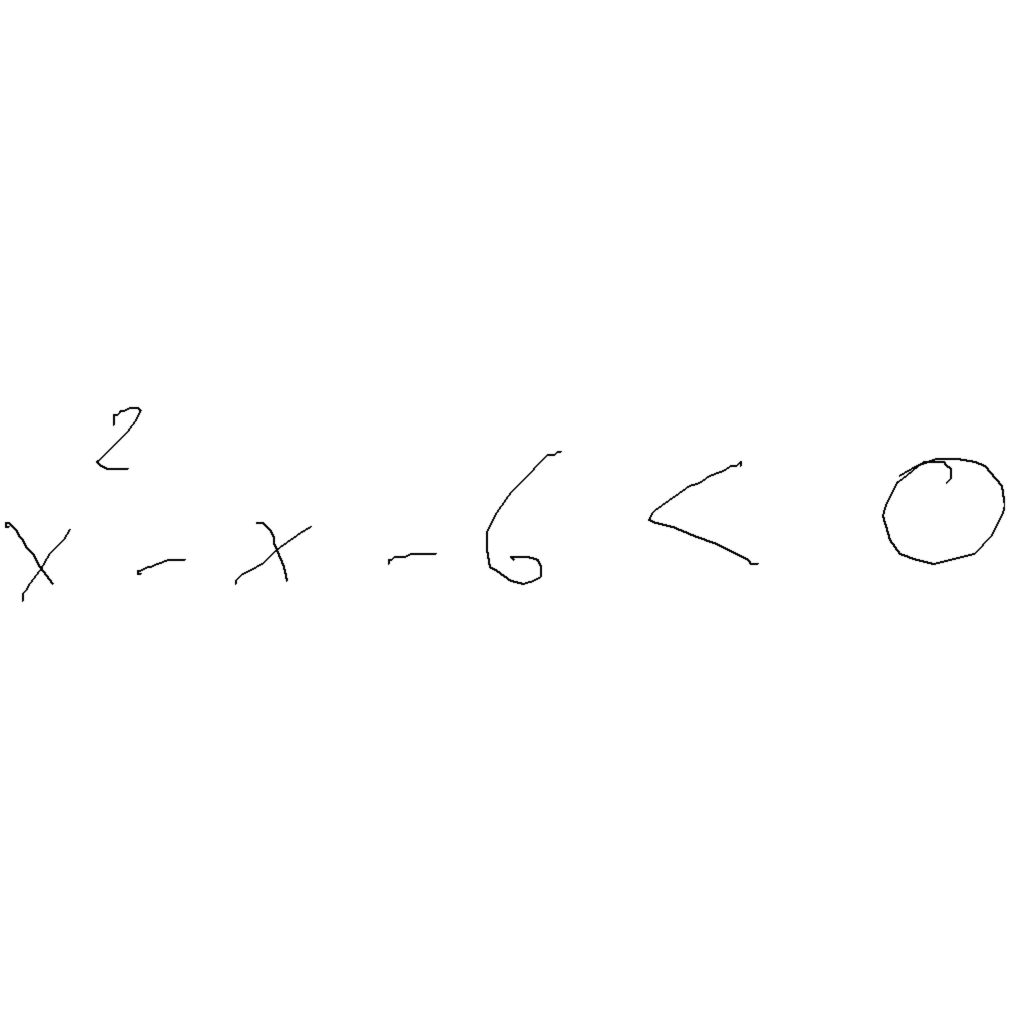 x² - x - 6 < 0